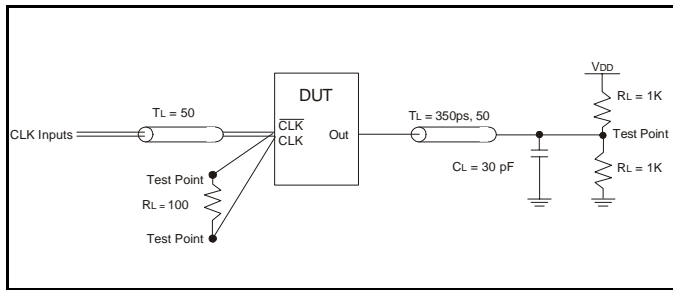 VDD
DUT
RL = 1K
TL = 50
TL = 350ps, 50
CLK Inputs
CLK
CLK
Out
Test Point
Test Point
CL = 30 pF
RL = 1K
RL = 100
Test Point